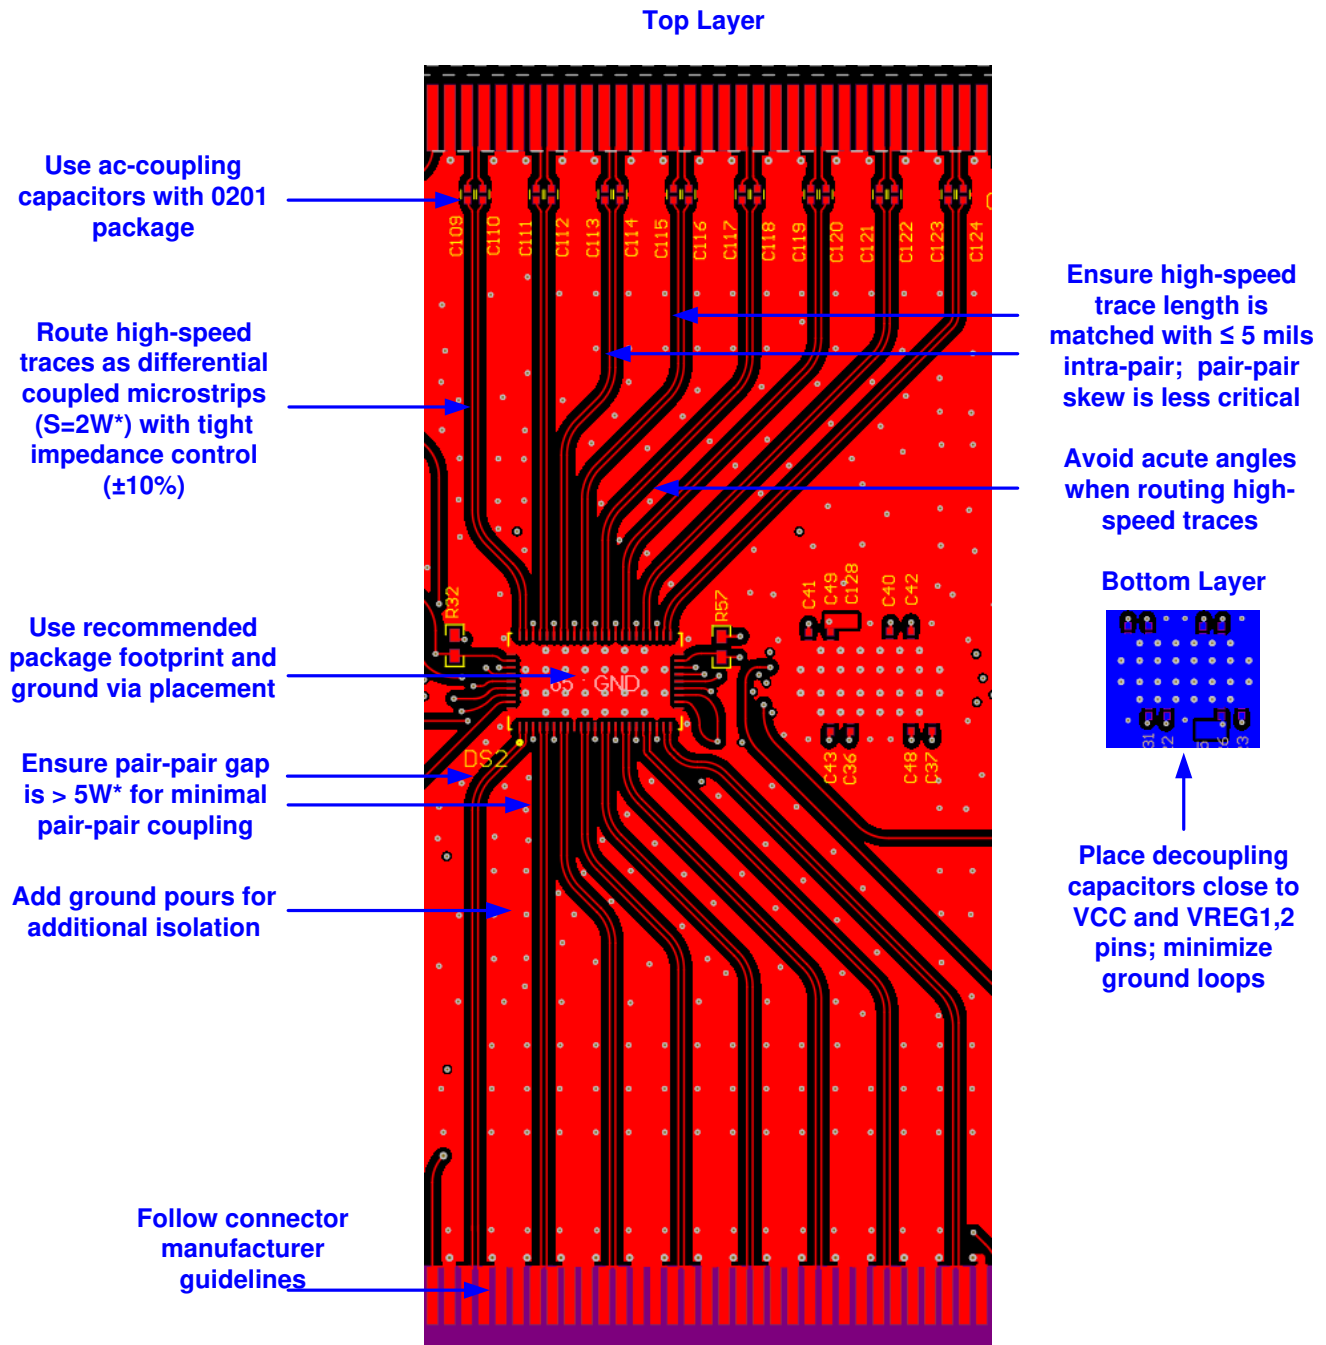 Top Layer
Use ac-coupling
capacitors with 0201
package
Route high-speed
traces as differential
coupled microstrips
(S=2W*) with tight
impedance control
(±10%)
Use recommended
package footprint and
ground via placement
Ensure pair-pair gap
is > 5W* for minimal
pair-pair coupling
Add ground pours for
additional isolation
Follow connector
manufacturer
guidelines
C109
C110
C111
C112
C113
C114
C115
C116
C117
C118
C119
C120
C121
C122
C123
C124
R32
R57
C41
C49
C128
C40
C42
GND
DS2
C43
C36
C48
C37
Ensure high-speed
trace length is
matched with ≤ 5 mils
intra-pair; pair-pair
skew is less critical
Avoid acute angles
when routing high-
speed traces
Bottom Layer
31
22
23
Place decoupling
capacitors close to
VCC and VREG1,2
pins; minimize
ground loops